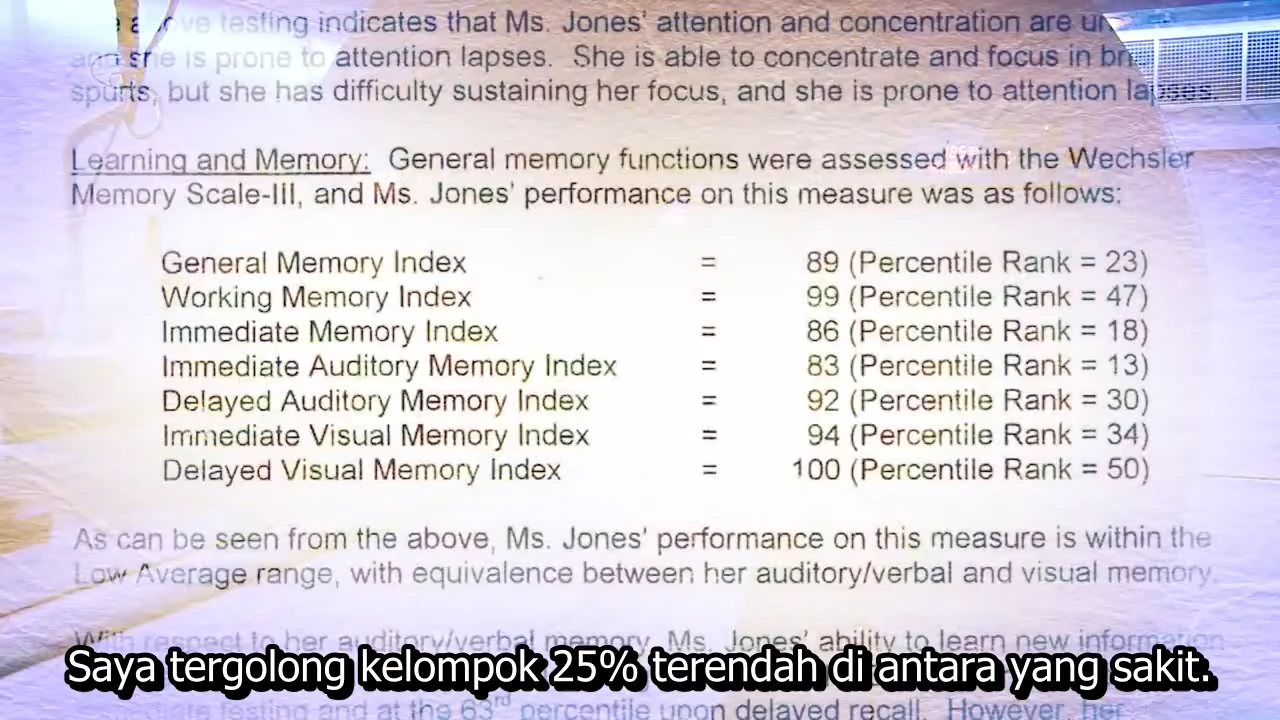 above testing indicates that Ms. Jones' attention and concentration are
and she is prone to attention lapses. She is able to concentrate and focus in
spurts, but she has difficulty sustaining her focus, and she is prone to attention lapses
Learning and Memory: General memory functions were assessed with the Wechsler
Memory Scale-III, and Ms. Jones' performance on this measure was as follows:
General Memory Index = 89 (Percentile Rank = 23)
Working Memory Index = 99 (Percentile Rank = 47)
Immediate Memory Index = 86 (Percentile Rank = 18)
Immediate Auditory Memory Index = 83 (Percentile Rank = 13)
Delayed Auditory Memory Index = 92 (Percentile Rank = 30)
Immediate Visual Memory Index = 94 (Percentile Rank = 34)
Delayed Visual Memory Index = 100 (Percentile Rank = 50)
As can be seen from the above, Ms. Jones' performance on this measure is within the
Low Average range, with equivalence between her auditory/verbal and visual memory.
With respect to her auditory/verbal memory, Ms. Jones' ability to learn new information
Saya tergolong kelompok 25% terendah di antara yang sakit.
testing and at the 63rd percentile upon delayed recall. However, her